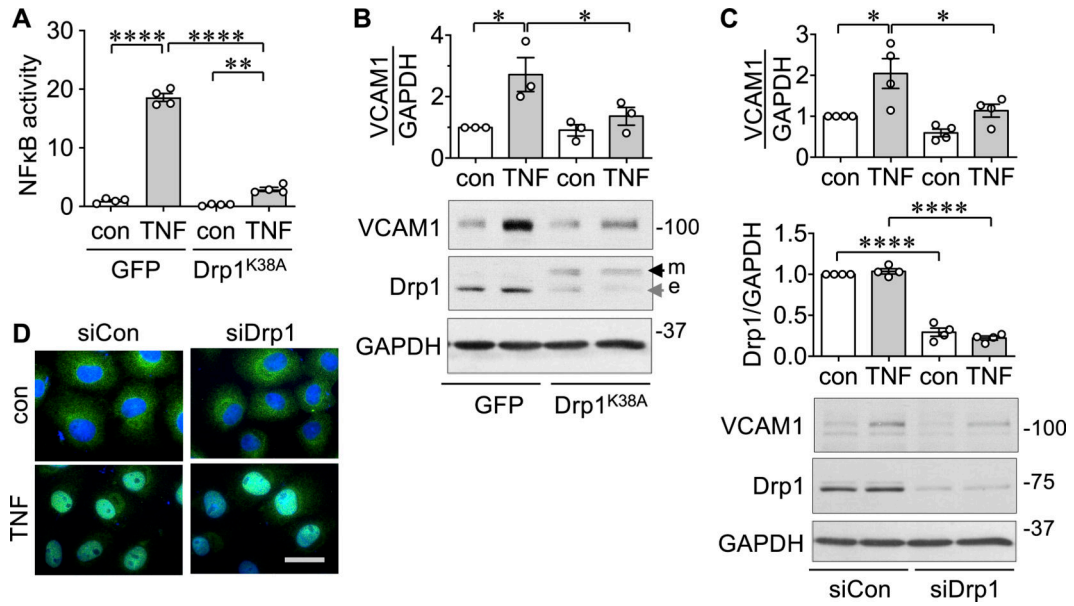 A
NFκB activity
30
20
10
0
****
****
**
con TNF con TNF
GFP Drp1K38A
B
VCAM1
GAPDH
4
3
2
1
0
*
*
con TNF con TNF
VCAM1
-100
Drp1
m
e
-37
GAPDH
GFP Drp1K38A
C
VCAM1
GAPDH
4
3
2
1
0
*
*
con TNF con TNF
Drp1/GAPDH
1.5
1.0
0.5
0.0
****
****
con TNF con TNF
VCAM1
-100
Drp1
-75
-37
GAPDH
siCon siDrp1
D
siCon siDrp1
con
TNF